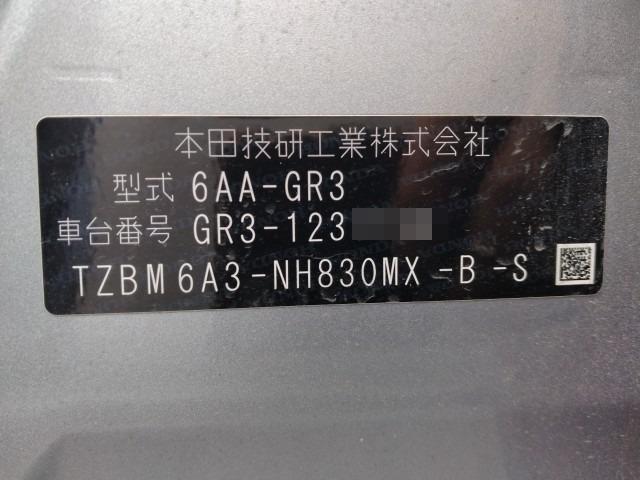 本田技研工業株式会社
型式 6AA-GR3
車台番号 GR3-123
TZBM6A3-NH830MX-B-S